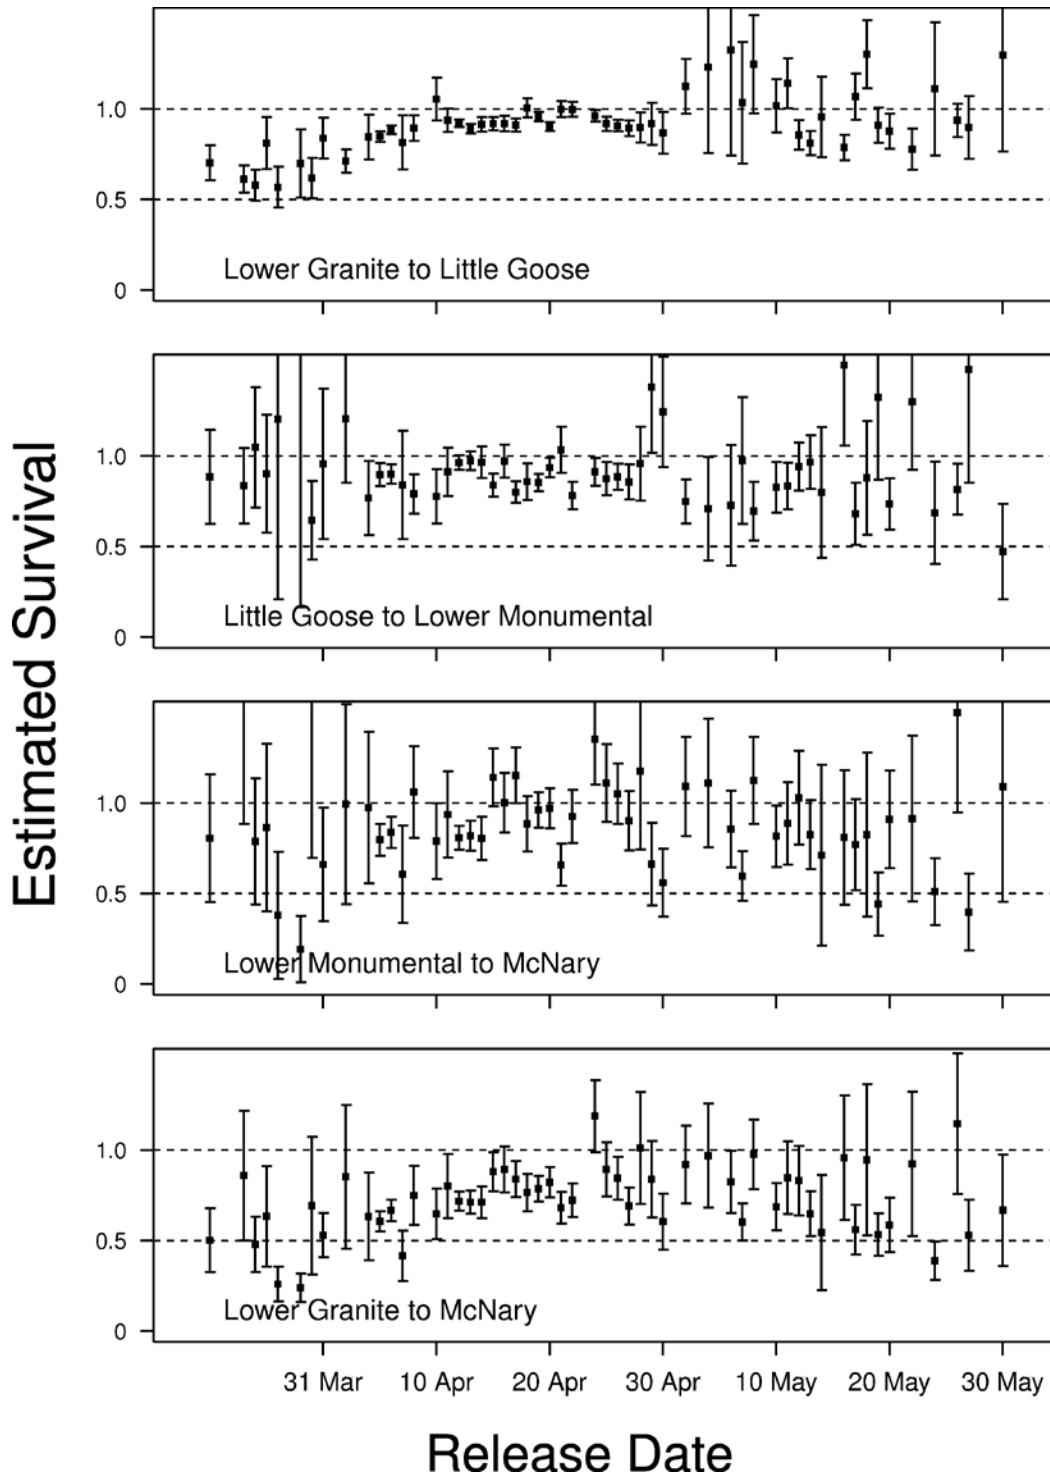 Estimated Survival
1.0
0.5
0
Lower Granite to Little Goose
1.0
0.5
0
Little Goose to Lower Monumental
1.0
0.5
0
Lower Monumental to McNary
1.0
0.5
0
Lower Granite to McNary
31 Mar 10 Apr 20 Apr 30 Apr 10 May 20 May 30 May
Release Date